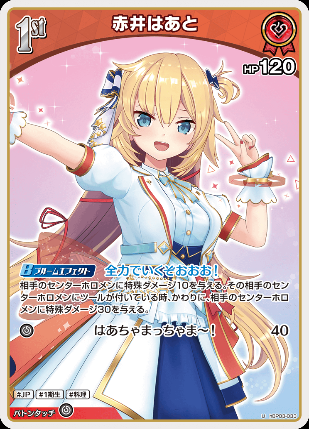 1st
赤井はあと
HP120
ブルームエフェクト 全力でいくぞおおお!
相手のセンターホロメンに特殊ダメージ10を与える。その相手のセン
ターホロメンにツールが付いている時、かわりに、相手のセンターホロメ
ンに特殊ダメージ30を与える。
はあちゃまっちゃま〜! 40
#JP #1期生 #料理
バトンタッチ